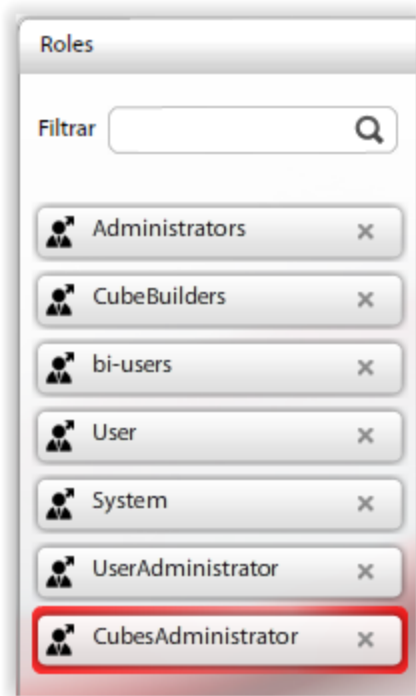 Roles
Filtrar
Administrators
CubeBuilders
bi-users
User
System
UserAdministrator
CubesAdministrator